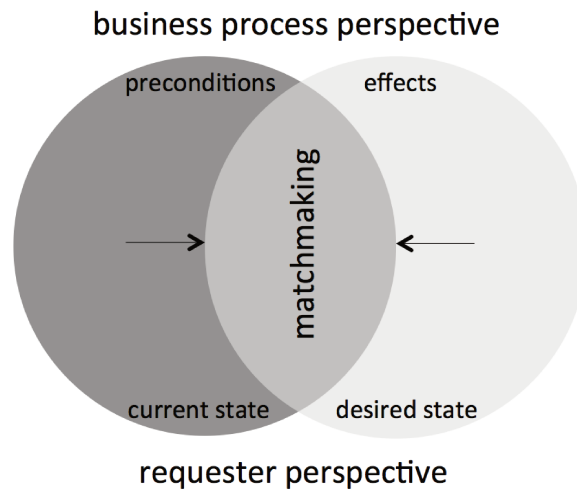 business process perspective
preconditions
effects
matchmaking
current state
desired state
requester perspective